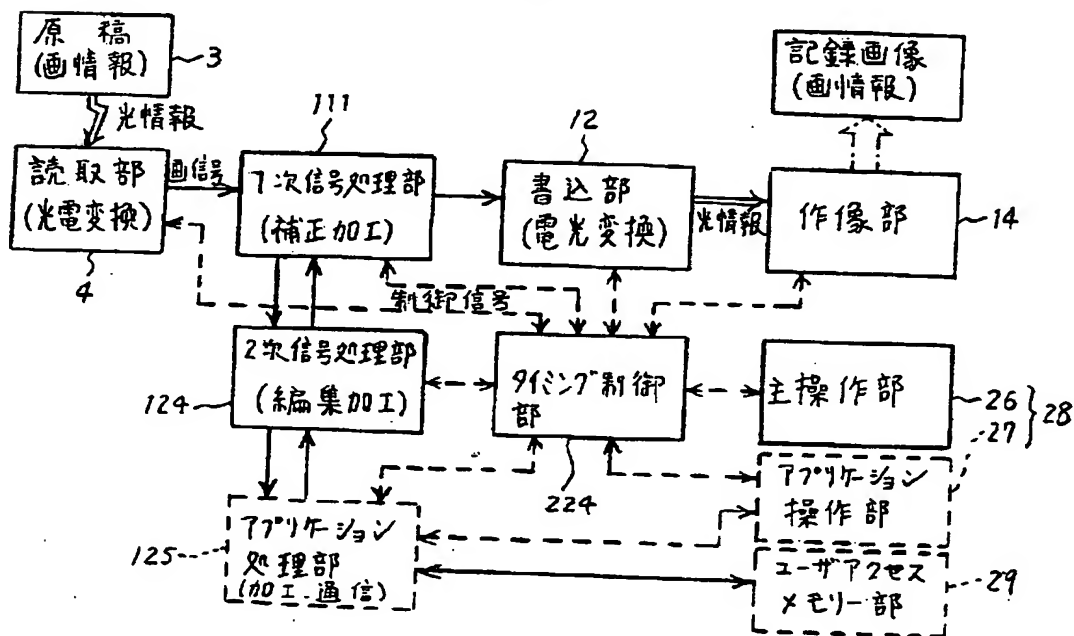 原稿
(画情報)
3
光情報
記録画像
(画情報)
111
12
読取部
(光電変換)
4
画信号
1次信号処理部
(補正加工)
書込部
(電光変換)
光情報
作像部
14
制御信号
2次信号処理部
(編集加工)
124
タイミング制御
部
224
主操作部
26
27
28
アプリケーション
操作部
アプリケーション
処理部
(加工・通信)
125
ユーザアクセス
メモリー部
29